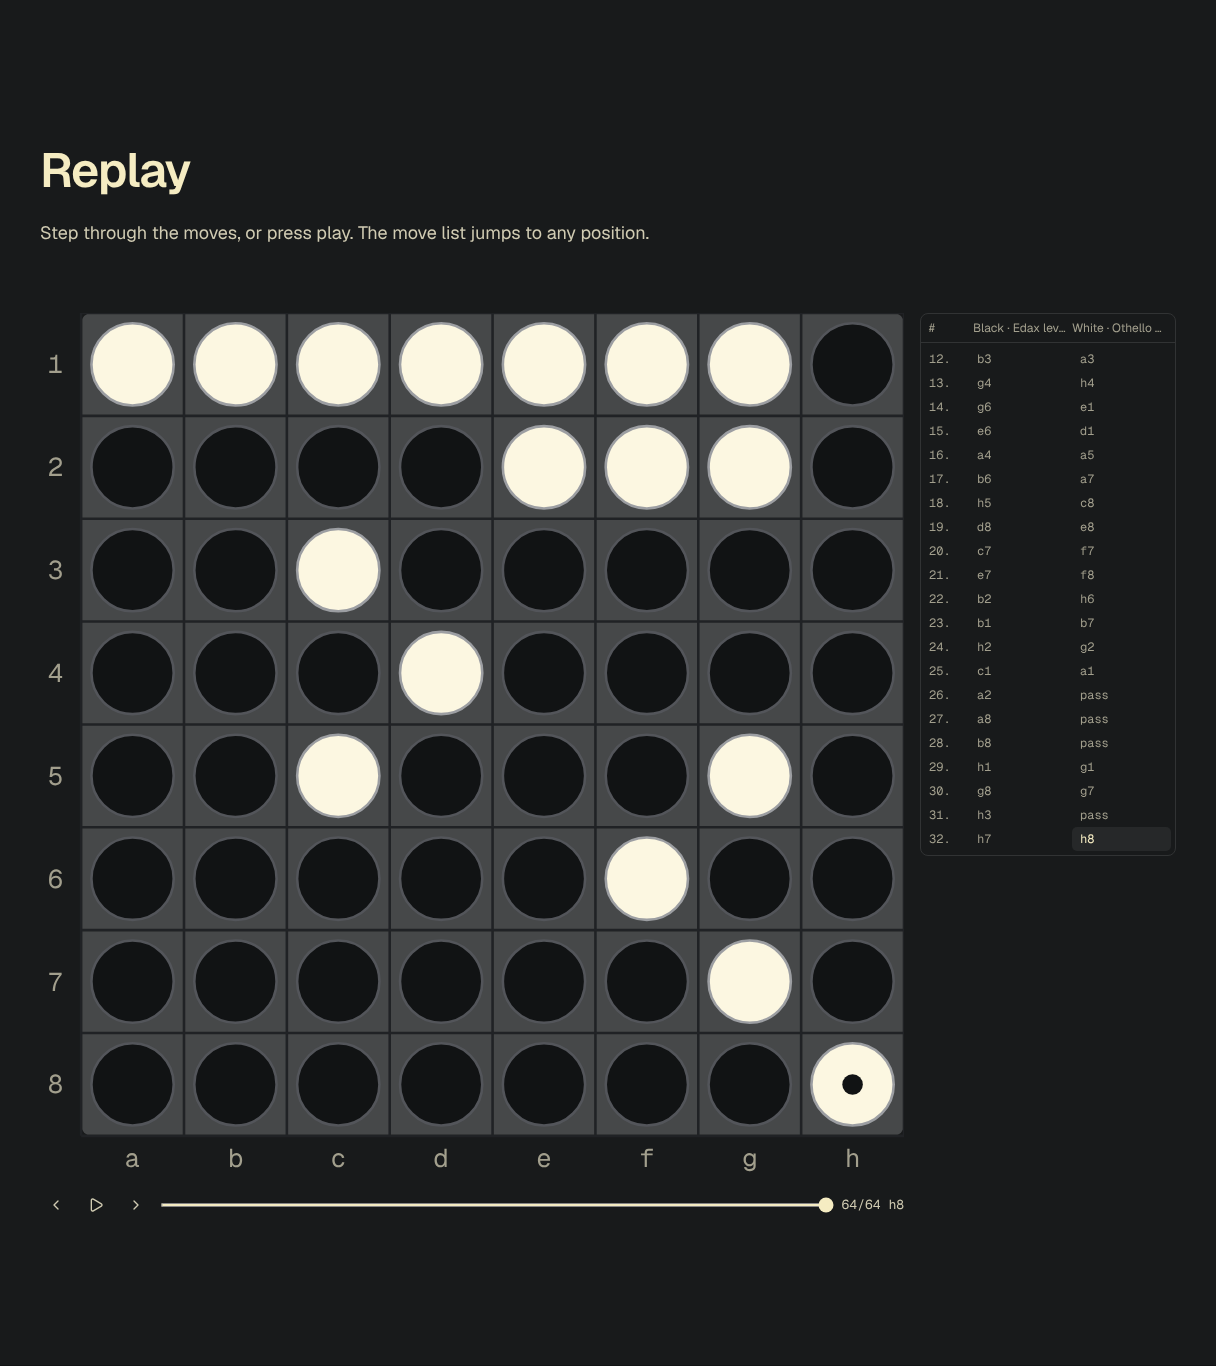 Replay
Step through the moves, or press play. The move list jumps to any position.
# Black · Edax lev… White · Othello …
12. b3 a3
13. g4 h4
14. g6 e1
15. e6 d1
16. a4 a5
17. b6 a7
18. h5 c8
19. d8 e8
20. c7 f7
21. e7 f8
22. b2 h6
23. b1 b7
24. h2 g2
25. c1 a1
26. a2 pass
27. a8 pass
28. b8 pass
29. h1 g1
30. g8 g7
31. h3 pass
32. h7 h8
1
2
3
4
5
6
7
8
a b c d e f g h
64/64 h8